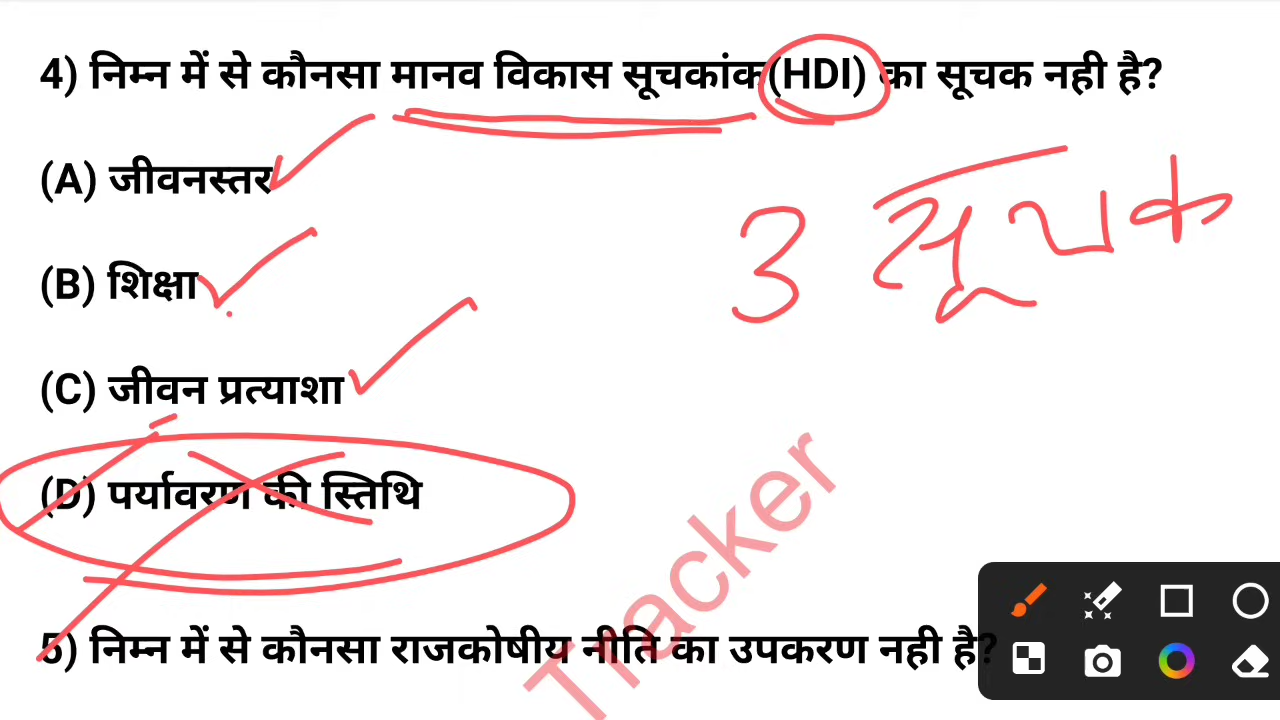 4) निम्न में से कौनसा मानव विकास सूचकांक(HDI) का सूचक नही है?
(A) जीवनस्तर
3 सूचक
(B) शिक्षा
(C) जीवन प्रत्याशा
(D) पर्यावरण की स्तिथि
Tracker
5) निम्न में से कौनसा राजकोषीय नीति का उपकरण नही है?